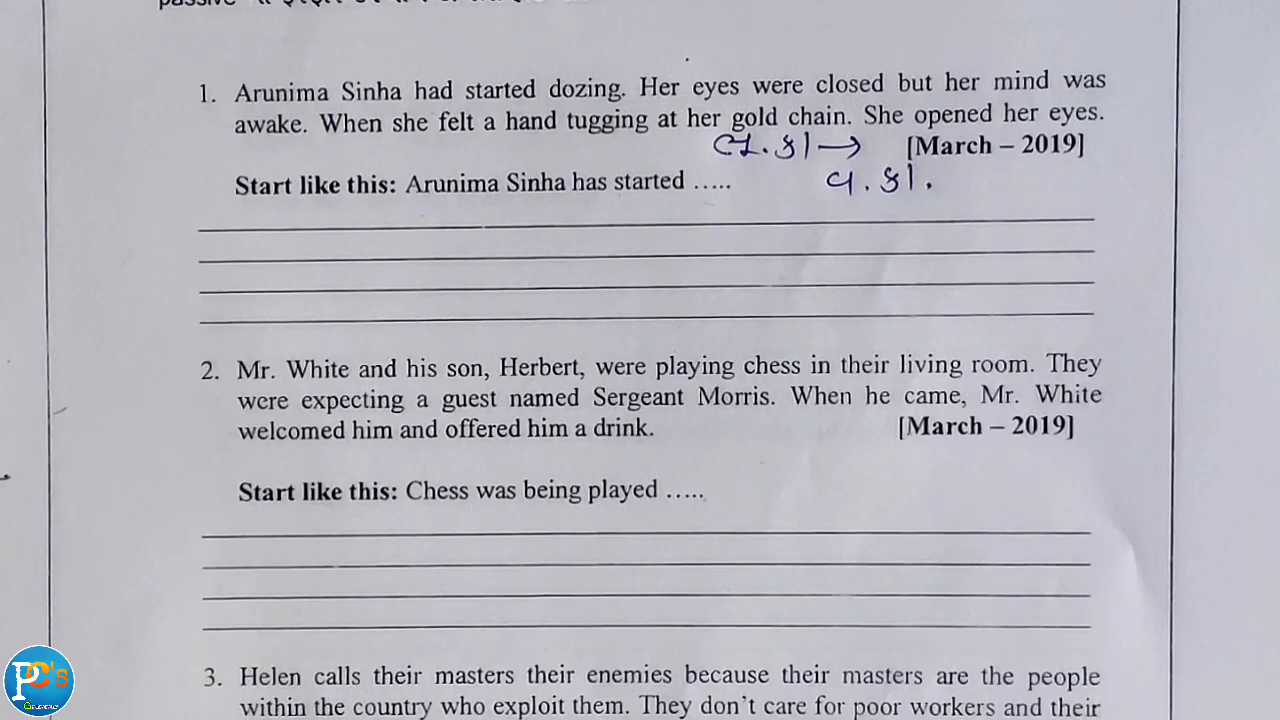 passive
1. Arunima Sinha had started dozing. Her eyes were closed but her mind was
awake. When she felt a hand tugging at her gold chain. She opened her eyes.
→ [March – 2019]
Start like this: Arunima Sinha has started ..... વ. કા.
2. Mr. White and his son, Herbert, were playing chess in their living room. They
were expecting a guest named Sergeant Morris. When he came, Mr. White
welcomed him and offered him a drink. [March – 2019]
Start like this: Chess was being played .....
3. Helen calls their masters their enemies because their masters are the people
within the country who exploit them. They don't care for poor workers and their
PC's